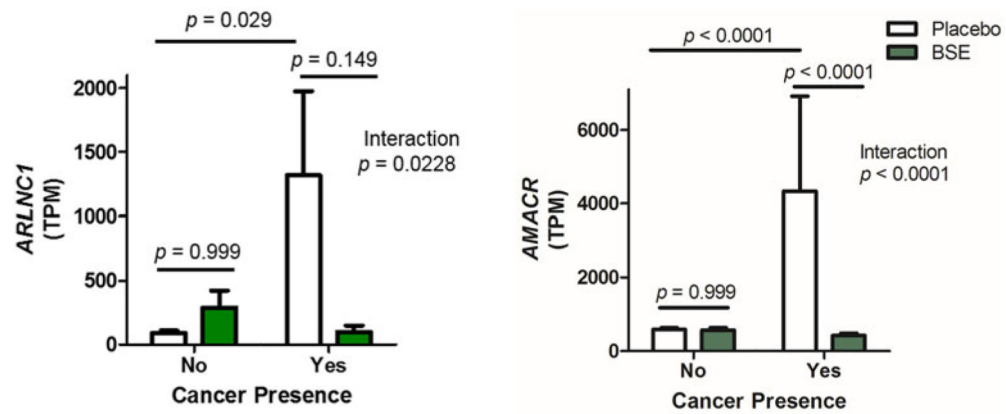 p = 0.029
p = 0.149
2000
1500
1000
500
0
ARLNC1
(TPM)
Interaction
p = 0.0228
p = 0.999
No
Yes
Cancer Presence
Placebo
BSE
p < 0.0001
p < 0.0001
6000
4000
2000
0
AMACR
(TPM)
Interaction
p < 0.0001
p = 0.999
No
Yes
Cancer Presence